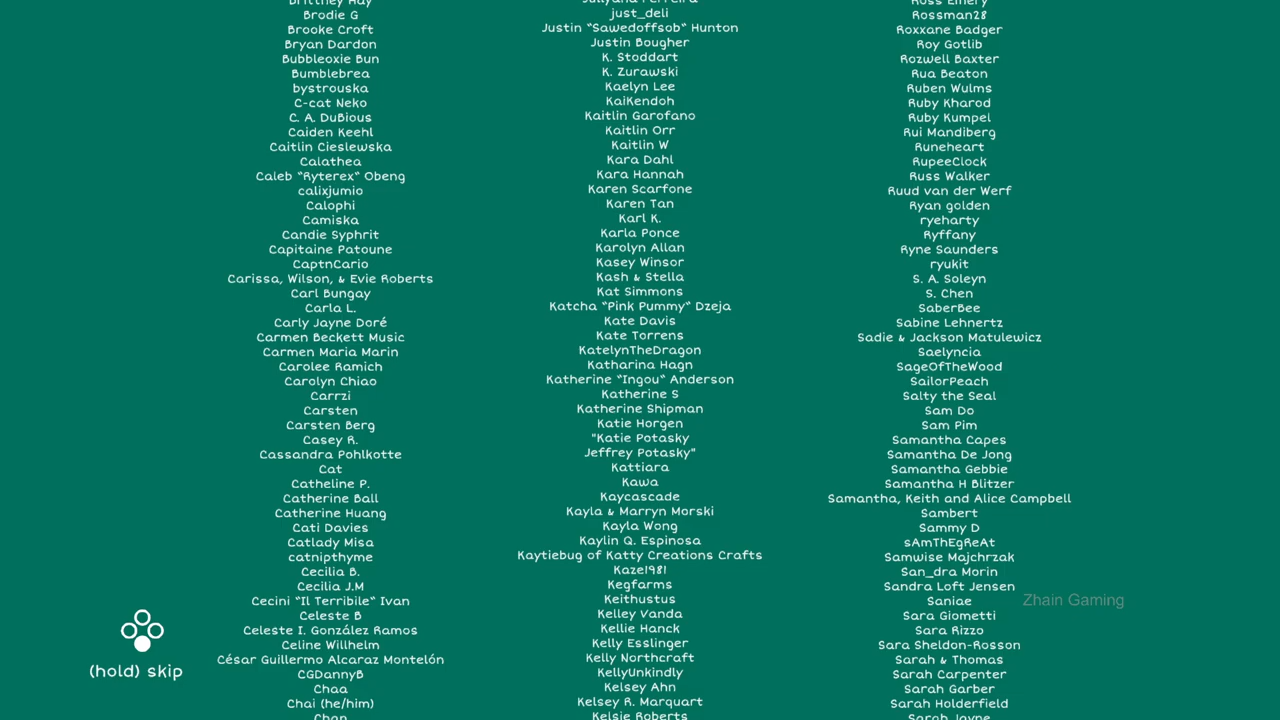 Brittney Hay
Brodie G
Brooke Croft
Bryan Dardon
Bubbleoxie Bun
Bumblebrea
bystrouska
C-cat Neko
C. A. DuBious
Caiden Keehl
Caitlin Cieslewska
Calathea
Caleb "Ryterex" Obeng
calixjumio
Calophi
Camiska
Candie Syphrit
Capitaine Patoune
CaptnCario
Carissa, Wilson, & Evie Roberts
Carl Bungay
Carla L.
Carly Jayne Doré
Carmen Beckett Music
Carmen Maria Marin
Carolee Ramich
Carolyn Chiao
Carrzi
Carsten
Carsten Berg
Casey R.
Cassandra Pohlkotte
Cat
Catheline P.
Catherine Ball
Catherine Huang
Cati Davies
Catlady Misa
catnipthyme
Cecilia B.
Cecilia J.M
Cecini "Il Terribile" Ivan
Celeste B
Celeste I. González Ramos
Celine Wilhelm
César Guillermo Alcaraz Montelón
CGDannyB
Chaa
Chai (he/him)
Chan
Jullyana Ferreira
just_deli
Justin "Sawedoffsob" Hunton
Justin Bougher
K. Stoddart
K. Zurawski
Kaelyn Lee
KaiKendoh
Kaitlin Garofano
Kaitlin Orr
Kaitlin W
Kara Dahl
Kara Hannah
Karen Scarfone
Karen Tan
Karl K.
Karla Ponce
Karolyn Allan
Kasey Winsor
Kash & Stella
Kat Simmons
Katcha "Pink Pummy" Dzeja
Kate Davis
Kate Torrens
KatelynTheDragon
Katharina Hagn
Katherine "Ingou" Anderson
Katherine S
Katherine Shipman
Katie Horgen
"Katie Potasky
Jeffrey Potasky"
Kattiara
Kawa
Kaycascade
Kayla & Marryn Morski
Kayla Wong
Kaylin Q. Espinosa
Kaytiebug of Katty Creations Crafts
Kaze1981
Kegfarms
Keithustus
Kelley Vanda
Kellie Hanck
Kelly Esslinger
Kelly Northcraft
KellyUnkindly
Kelsey Ahn
Kelsey R. Marquart
Kelsie Roberts
Ross Emery
Rossman28
Roxxane Badger
Roy Gotlib
Rozwell Baxter
Rua Beaton
Ruben Wulms
Ruby Kharod
Ruby Kumpel
Rui Mandiberg
Runeheart
RupeeClock
Russ Walker
Ruud van der Werf
Ryan golden
ryeharty
Ryffany
Ryne Saunders
ryukit
S. A. Soleyn
S. Chen
SaberBee
Sabine Lehnertz
Sadie & Jackson Matulewicz
Saelyncia
SageOfTheWood
SailorPeach
Salty the Seal
Sam Do
Sam Pim
Samantha Capes
Samantha De Jong
Samantha Gebbie
Samantha H Blitzer
Samantha, Keith and Alice Campbell
Sambert
Sammy D
sAmThEgReAt
Samwise Majchrzak
San_dra Morin
Sandra Loft Jensen
Saniae
Sara Giometti
Sara Rizzo
Sara Sheldon-Rosson
Sarah & Thomas
Sarah Carpenter
Sarah Garber
Sarah Holderfield
Sarah Jayne
Zhain Gaming
(hold) skip